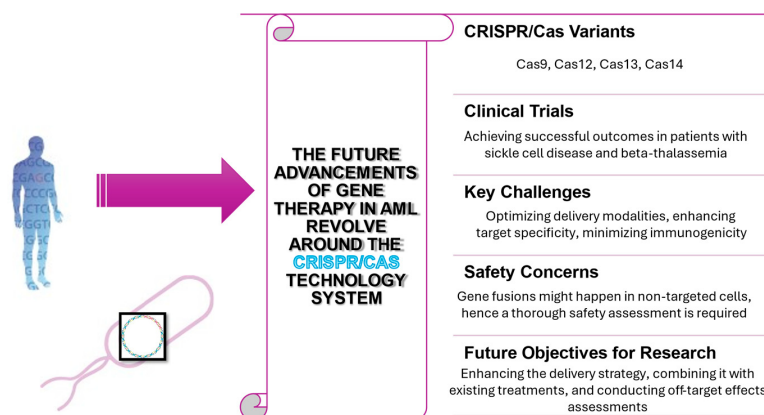 THE FUTURE
ADVANCEMENTS
OF GENE
THERAPY IN AML
REVOLVE
AROUND THE
CRISPR/CAS
TECHNOLOGY
SYSTEM
CRISPR/Cas Variants
Cas9, Cas12, Cas13, Cas14
Clinical Trials
Achieving successful outcomes in patients with
sickle cell disease and beta-thalassemia
Key Challenges
Optimizing delivery modalities, enhancing
target specificity, minimizing immunogenicity
Safety Concerns
Gene fusions might happen in non-targeted cells,
hence a thorough safety assessment is required
Future Objectives for Research
Enhancing the delivery strategy, combining it with
existing treatments, and conducting off-target effects
assessments